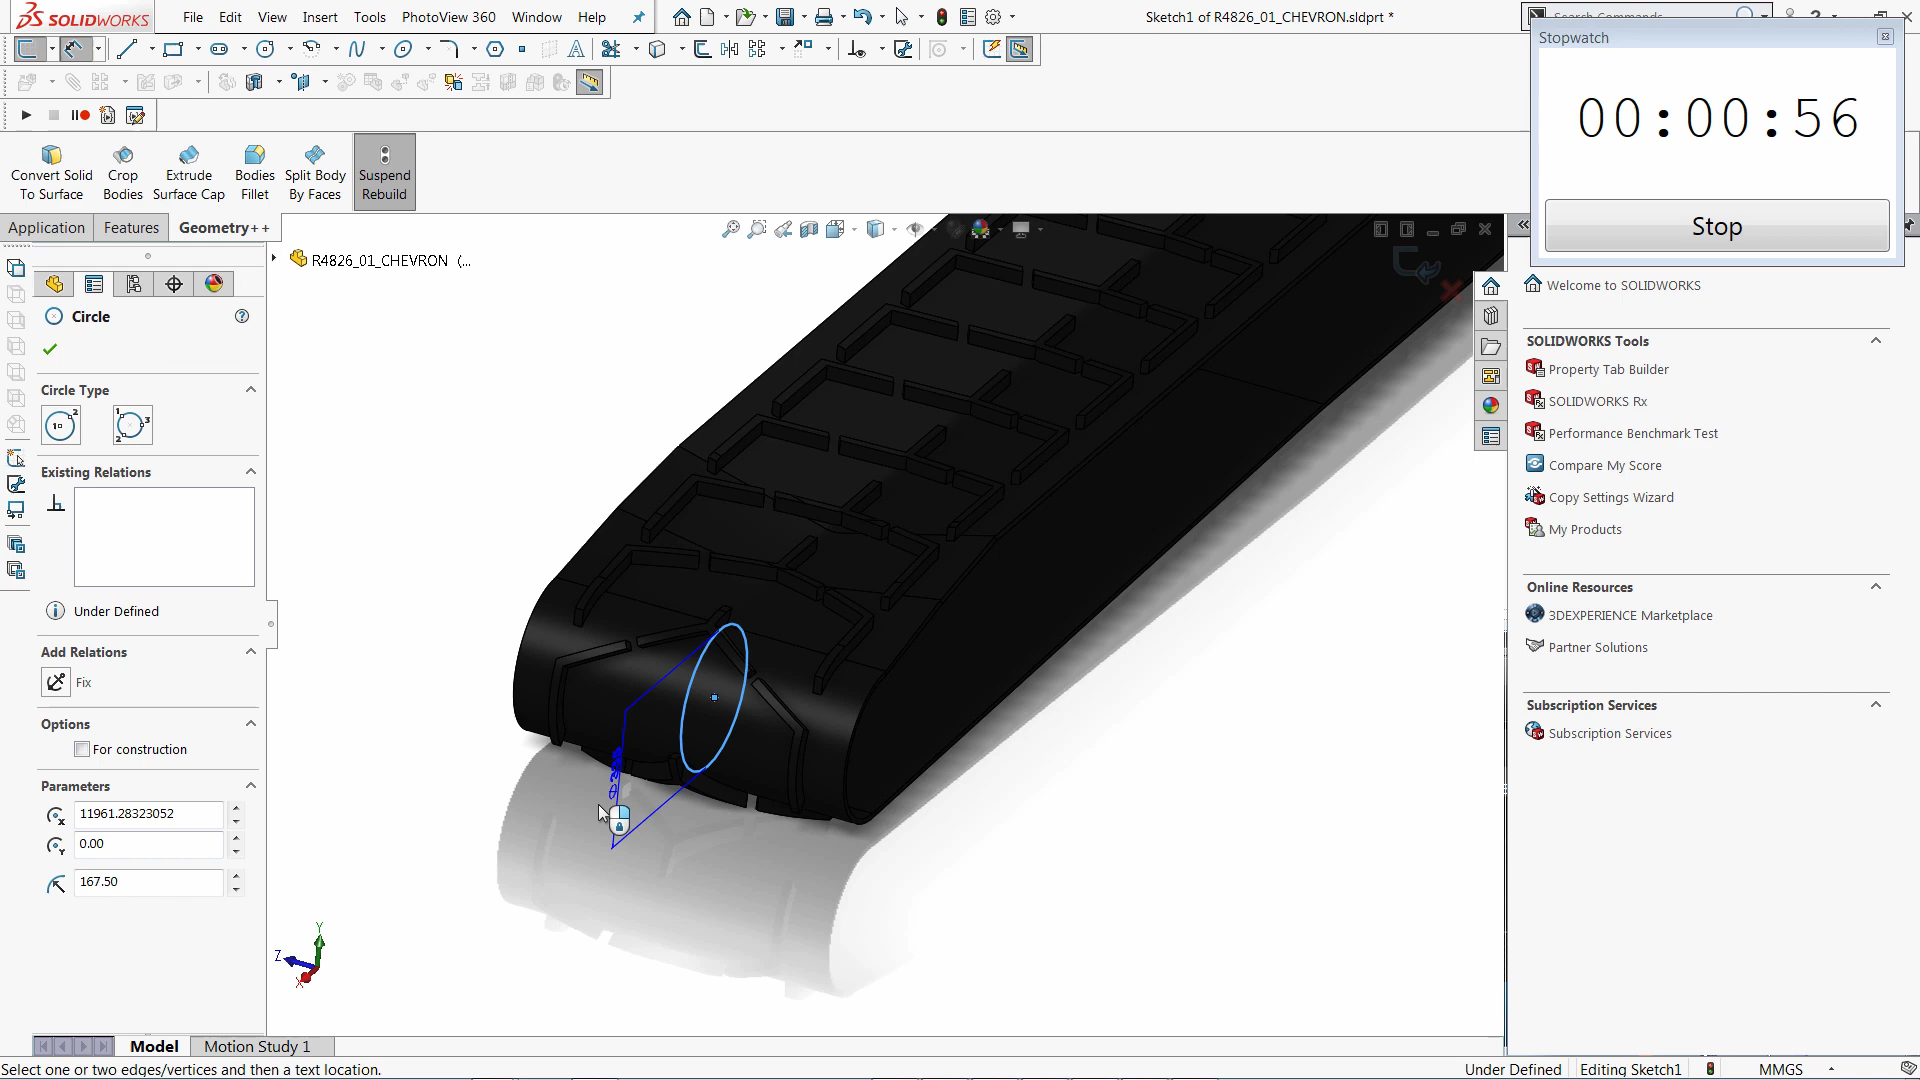 SOLIDWORKS
File
Edit
View
Insert
Tools
PhotoView 360
Window
Help
Sketch1 of R4826_01_CHEVRON.sldprt *
Search Commands
Stopwatch
00:00:56
Stop
Convert Solid
To Surface
Crop
Bodies
Extrude
Surface Cap
Bodies
Fillet
Split Body
By Faces
Suspend
Rebuild
Application
Features
Geometry++
R4826_01_CHEVRON (...
Circle
Circle Type
Existing Relations
Under Defined
Add Relations
Fix
Options
For construction
Parameters
11961.28323052
0.00
167.50
Y
Z
X
Welcome to SOLIDWORKS
SOLIDWORKS Tools
Property Tab Builder
SOLIDWORKS Rx
Performance Benchmark Test
Compare My Score
Copy Settings Wizard
My Products
Online Resources
3DEXPERIENCE Marketplace
Partner Solutions
Subscription Services
Subscription Services
Model
Motion Study 1
Select one or two edges/vertices and then a text location.
Under Defined
Editing Sketch1
MMGS